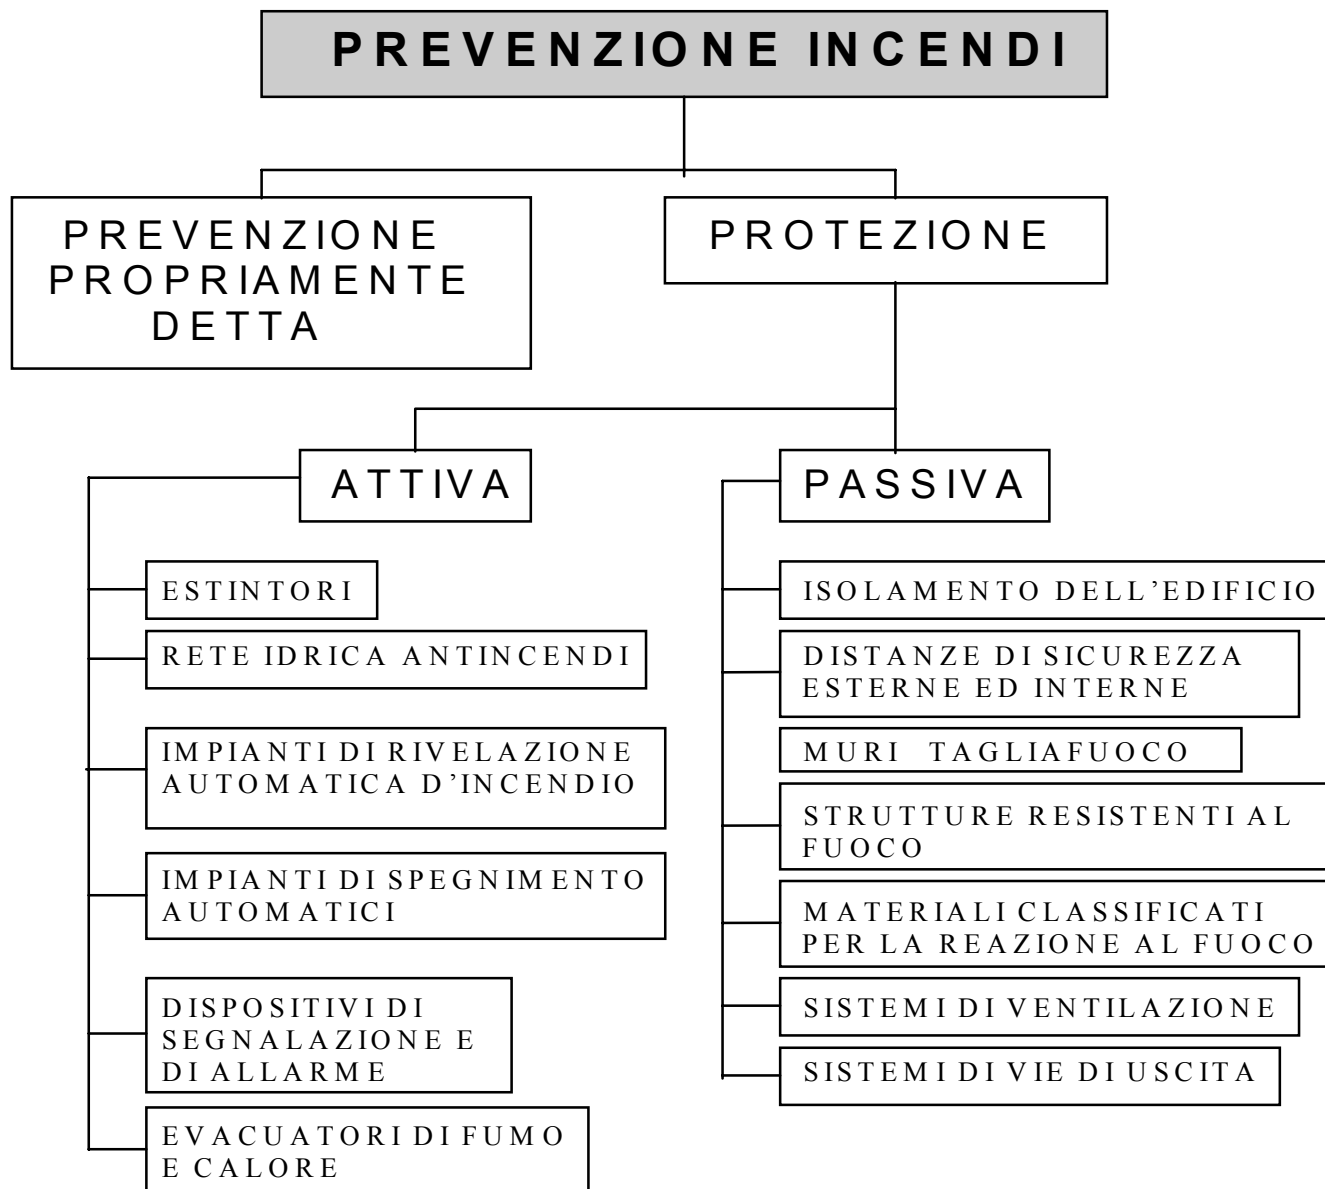 PREVENZIONE INCENDI
PREVENZIONE
PROPRIAMENTE
DETTA
PROTEZIONE
ATTIVA
ESTINTORI
RETE IDRICA ANTINCENDI
IMPIANTI DI RIVELAZIONE
AUTOMATICA D'INCENDIO
IMPIANTI DI SPEGNIMENTO
AUTOMATICI
DISPOSITIVI DI
SEGNALAZIONE E
DI ALLARME
EVACUATORI DI FUMO
E CALORE
PASSIVA
ISOLAMENTO DELL'EDIFICIO
DISTANZE DI SICUREZZA
ESTERNE ED INTERNE
MURI TAGLIAFUOCO
STRUTTURE RESISTENTI AL
FUOCO
MATERIALI CLASSIFICATI
PER LA REAZIONE AL FUOCO
SISTEMI DI VENTILAZIONE
SISTEMI DI VIE DI USCITA